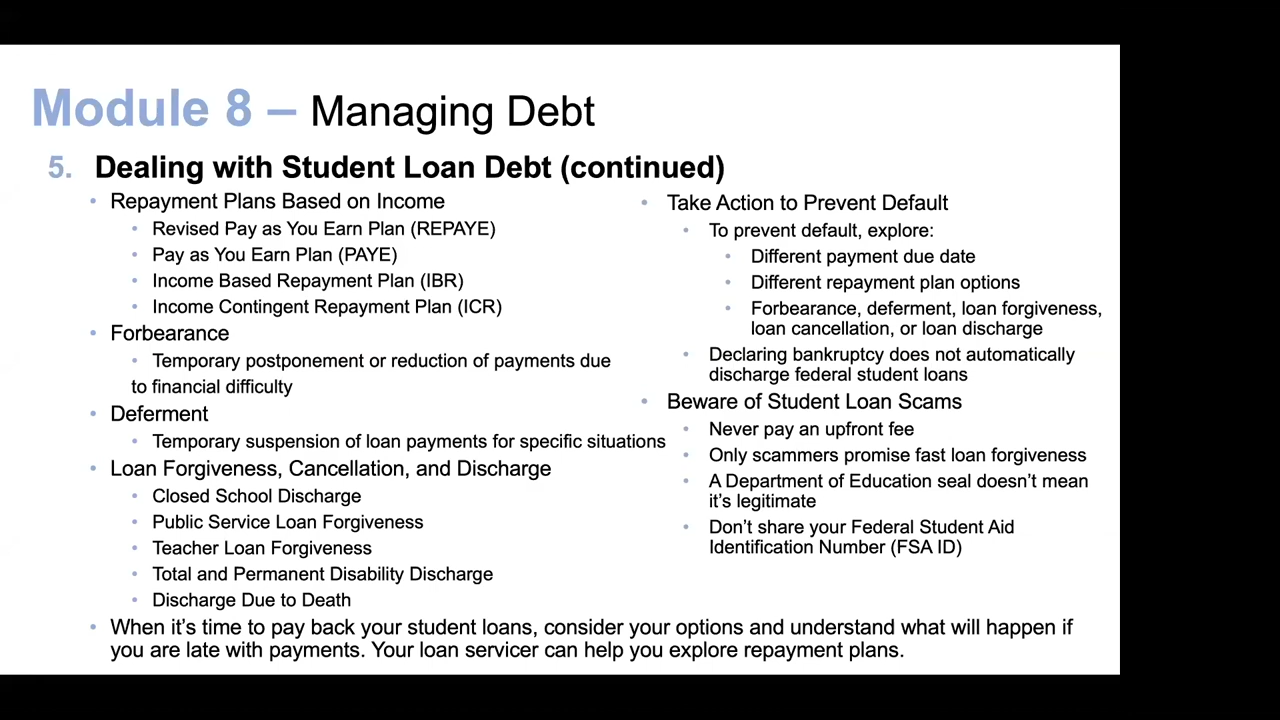 Module 8 – Managing Debt
5. Dealing with Student Loan Debt (continued)
• Repayment Plans Based on Income
• Revised Pay as You Earn Plan (REPAYE)
• Pay as You Earn Plan (PAYE)
• Income Based Repayment Plan (IBR)
• Income Contingent Repayment Plan (ICR)
• Forbearance
• Temporary postponement or reduction of payments due
to financial difficulty
• Deferment
• Temporary suspension of loan payments for specific situations
• Loan Forgiveness, Cancellation, and Discharge
• Closed School Discharge
• Public Service Loan Forgiveness
• Teacher Loan Forgiveness
• Total and Permanent Disability Discharge
• Discharge Due to Death
• Take Action to Prevent Default
• To prevent default, explore:
• Different payment due date
• Different repayment plan options
• Forbearance, deferment, loan forgiveness,
loan cancellation, or loan discharge
• Declaring bankruptcy does not automatically
discharge federal student loans
• Beware of Student Loan Scams
• Never pay an upfront fee
• Only scammers promise fast loan forgiveness
• A Department of Education seal doesn’t mean
it’s legitimate
• Don’t share your Federal Student Aid
Identification Number (FSA ID)
• When it’s time to pay back your student loans, consider your options and understand what will happen if
you are late with payments. Your loan servicer can help you explore repayment plans.